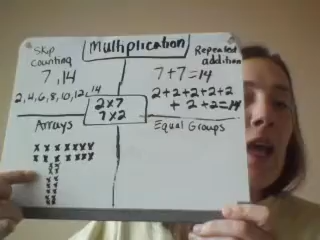 Multiplication
Skip
counting
7, 14
2, 4, 6, 8, 10, 12, 14
Repeated
addition
7+7=14
2+2+2+2+2
+ 2+2=14
2x7
7x2
Arrays
x x x x x x x
x x x x x x x
x x
x x
x x
x x
x x
x x
x x
Equal Groups